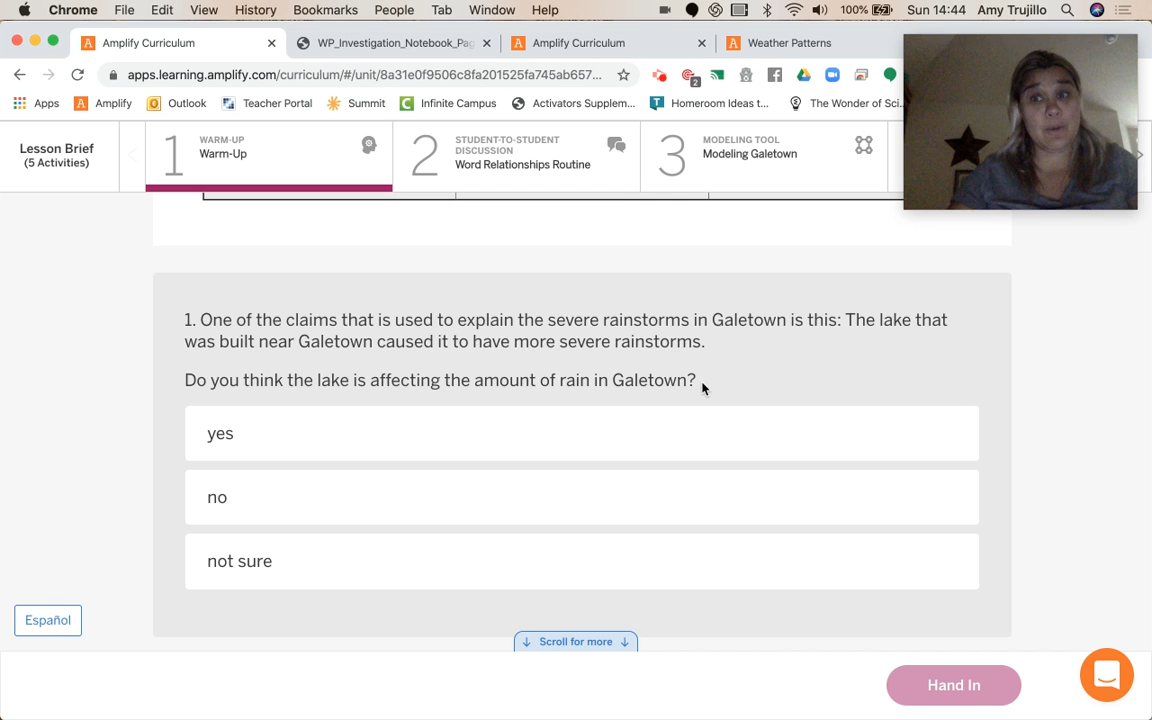 Chrome File Edit View History Bookmarks People Tab Window Help 100% Sun 14:44 Amy Trujillo
Amplify Curriculum WP_Investigation_Notebook_Pag Amplify Curriculum Weather Patterns
apps.learning.amplify.com/curriculum/#/unit/8a31e0f9506c8fa201525fa745ab657... 2
Apps Amplify Outlook Teacher Portal Summit Infinite Campus Activators Supplem... Homeroom Ideas t... The Wonder of Sci..
Lesson Brief
(5 Activities)
1 WARM-UP
Warm-Up
2 STUDENT-TO-STUDENT
DISCUSSION
Word Relationships Routine
3 MODELING TOOL
Modeling Galetown
1. One of the claims that is used to explain the severe rainstorms in Galetown is this: The lake that
was built near Galetown caused it to have more severe rainstorms.
Do you think the lake is affecting the amount of rain in Galetown?
yes
no
not sure
Español
Scroll for more
Hand In